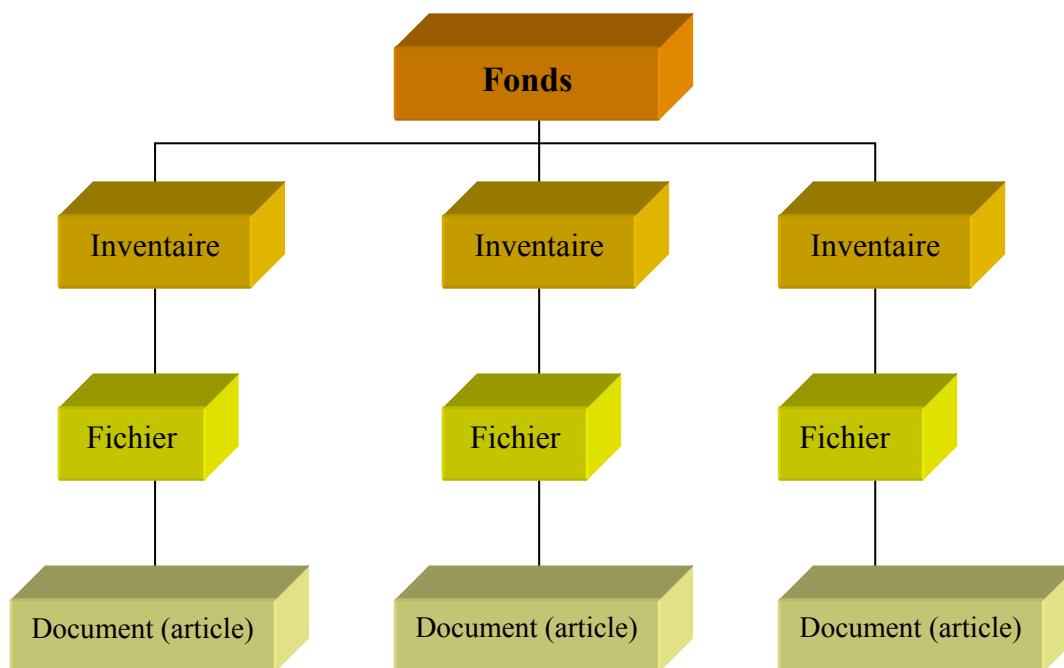 Fonds
Inventaire
Inventaire
Inventaire
Fichier
Fichier
Fichier
Document (article)
Document (article)
Document (article)